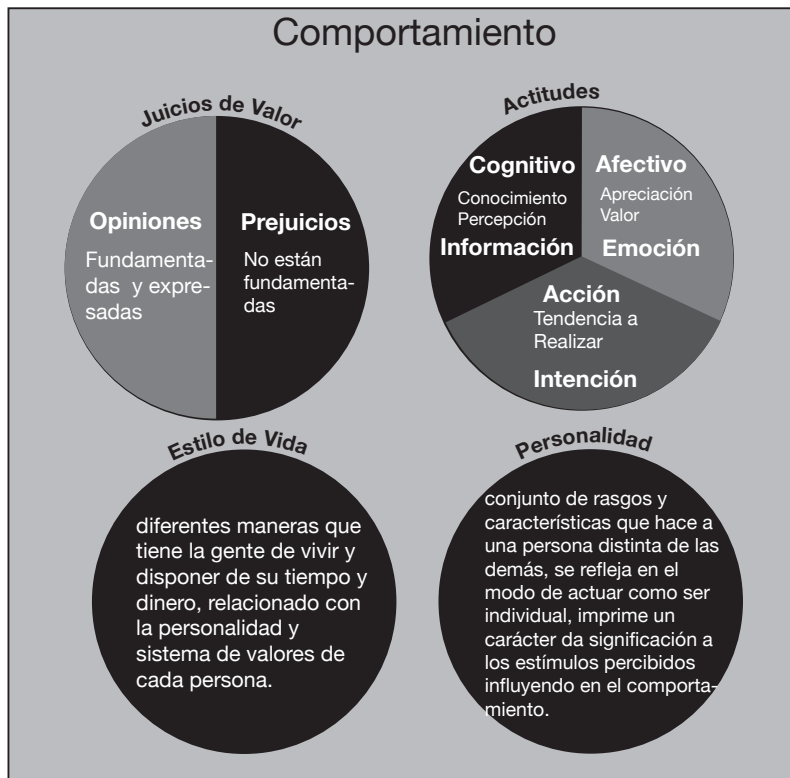 Comportamiento
Juicios de Valor
Opiniones
Fundamenta-
das y expre-
sadas
Prejuicios
No están
fundamenta-
das
Actitudes
Cognitivo
Conocimiento
Percepción
Información
Afectivo
Apreciación
Valor
Emoción
Acción
Tendencia a
Realizar
Intención
Estilo de Vida
diferentes maneras que
tiene la gente de vivir y
disponer de su tiempo y
dinero, relacionado con
la personalidad y
sistema de valores de
cada persona.
Personalidad
conjunto de rasgos y
características que hace a
una persona distinta de las
demás, se refleja en el
modo de actuar como ser
individual, imprime un
carácter da significación a
los estímulos percibidos
influyendo en el comporta-
miento.